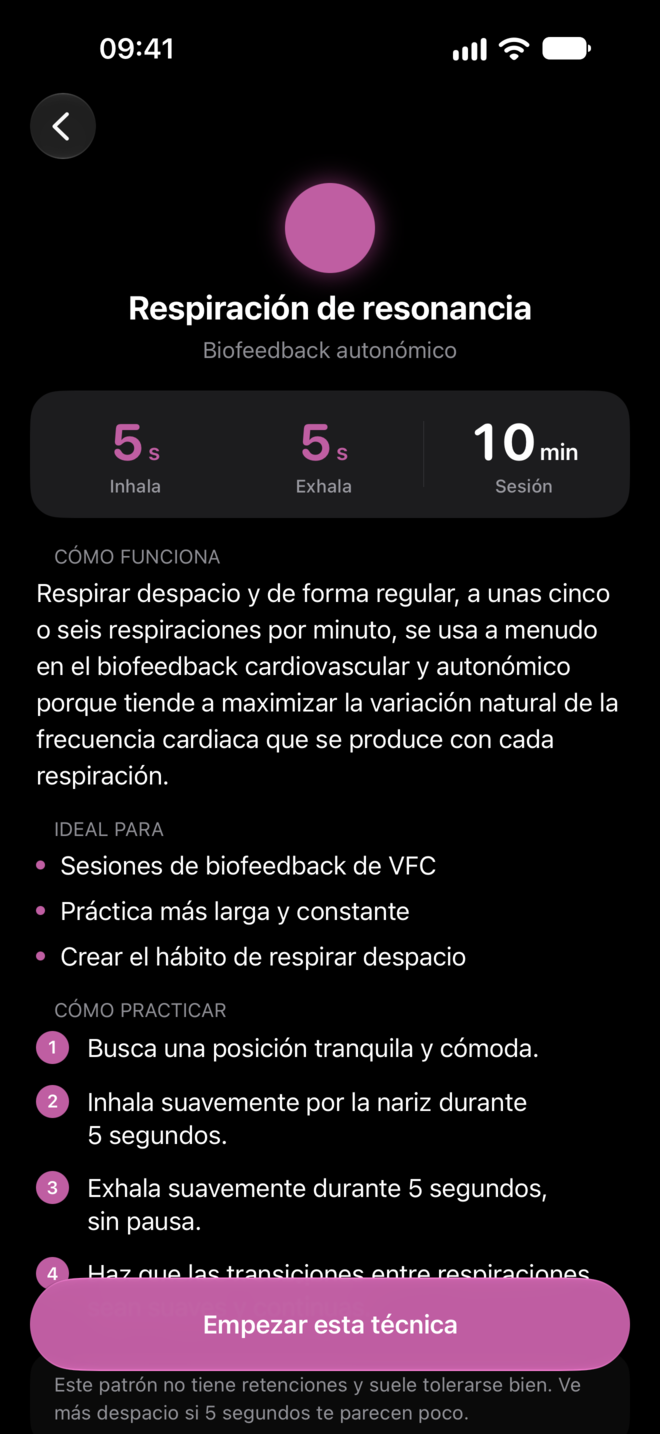 09:41
Respiración de resonancia
Biofeedback autonómico
5 s
Inhala
5 s
Exhala
10 min
Sesión
CÓMO FUNCIONA
Respirar despacio y de forma regular, a unas cinco
o seis respiraciones por minuto, se usa a menudo
en el biofeedback cardiovascular y autonómico
porque tiende a maximizar la variación natural de la
frecuencia cardiaca que se produce con cada
respiración.
IDEAL PARA
Sesiones de biofeedback de VFC
Práctica más larga y constante
Crear el hábito de respirar despacio
CÓMO PRACTICAR
1 Busca una posición tranquila y cómoda.
2 Inhala suavemente por la nariz durante
5 segundos.
3 Exhala suavemente durante 5 segundos,
sin pausa.
4 Haz que las transiciones entre respiraciones
Empezar esta técnica
Este patrón no tiene retenciones y suele tolerarse bien. Ve
más despacio si 5 segundos te parecen poco.